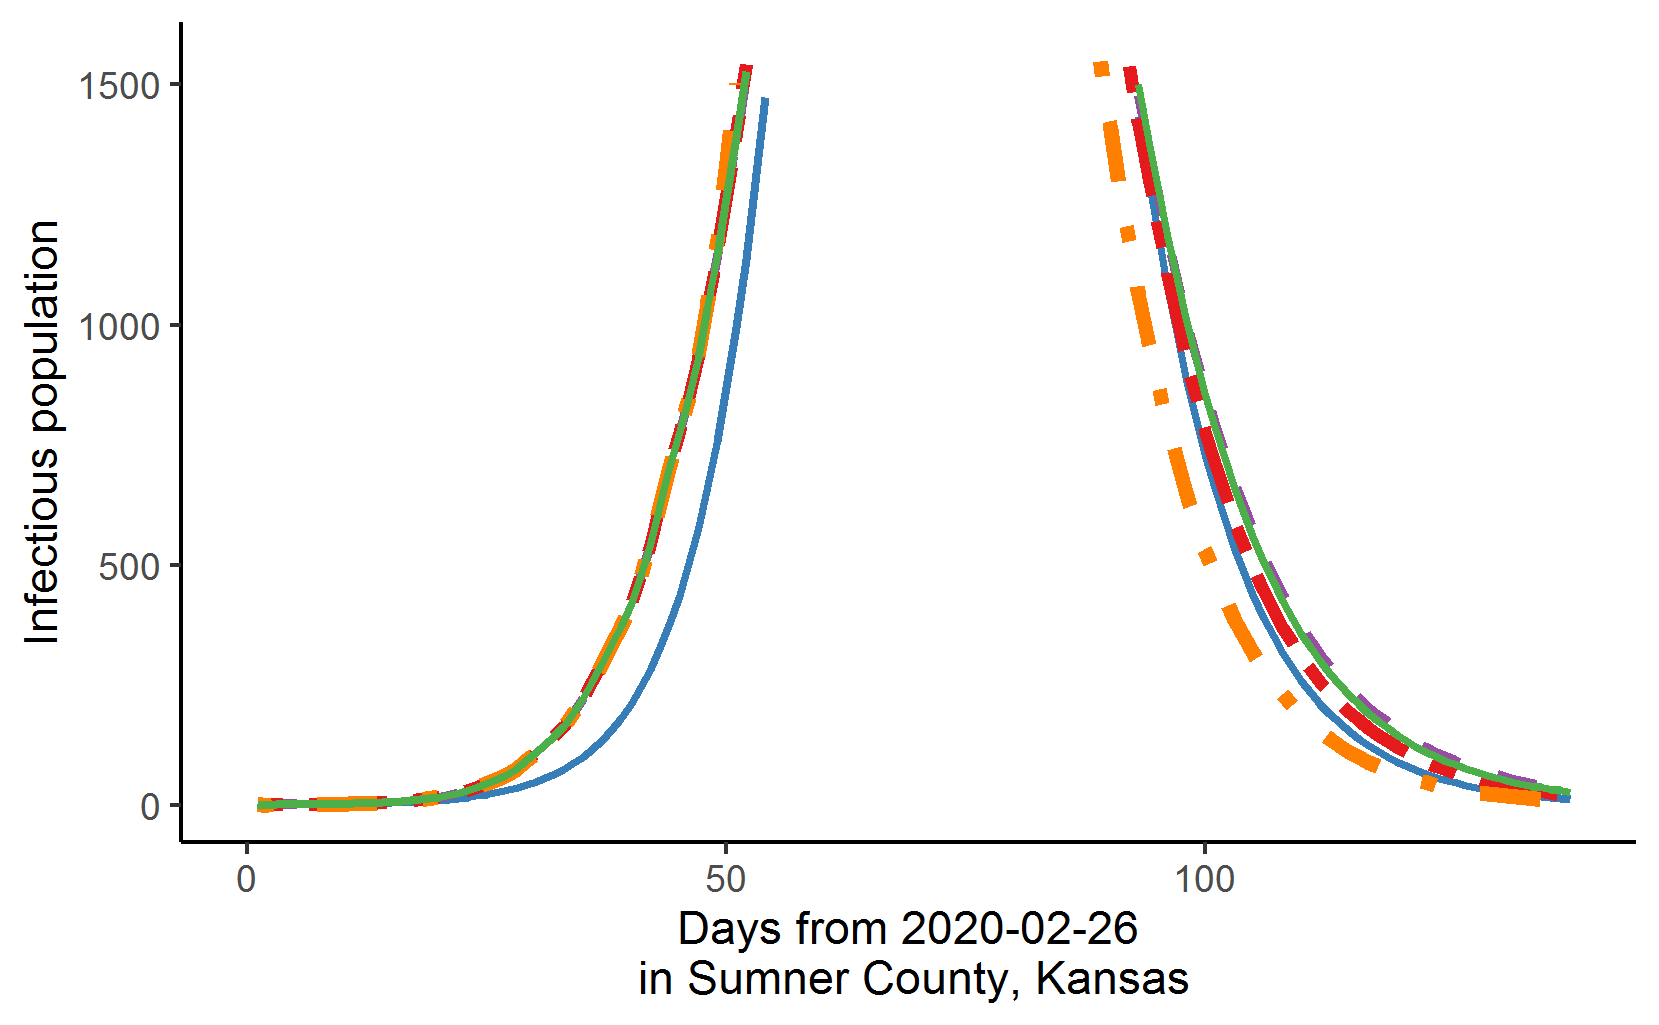 Infectious population
1500
1000
500
0
0 50 100
Days from 2020-02-26
in Sumner County, Kansas